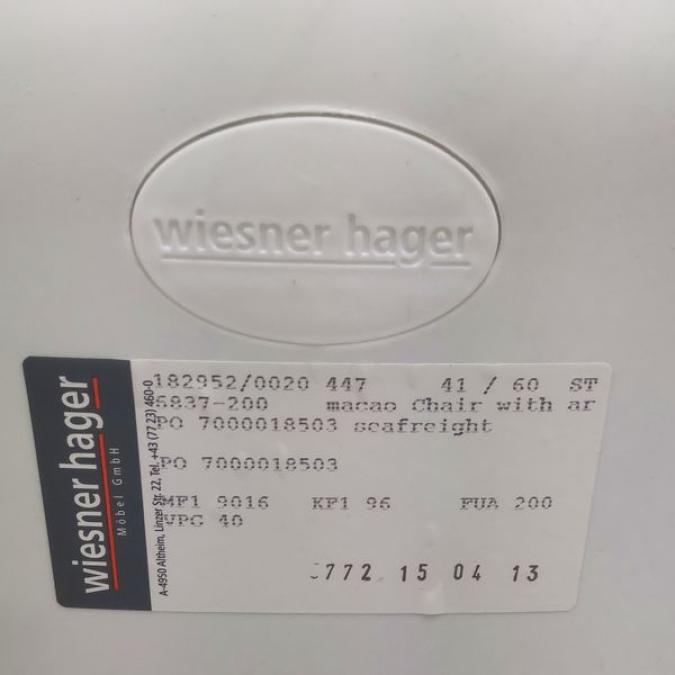 wiesner hager
182952/0020 447 41 / 60 ST
6837-200 macao Chair with ar
PO 7000018503 seafreight
PO 7000018503
MF1 9016 KF1 96 FUA 200
VPG 40
772 15 04 13
wiesner hager
Möbel GmbH
A-4950 Altheim, Linzer Str. 22, Tel. +43 (77 23) 460-0